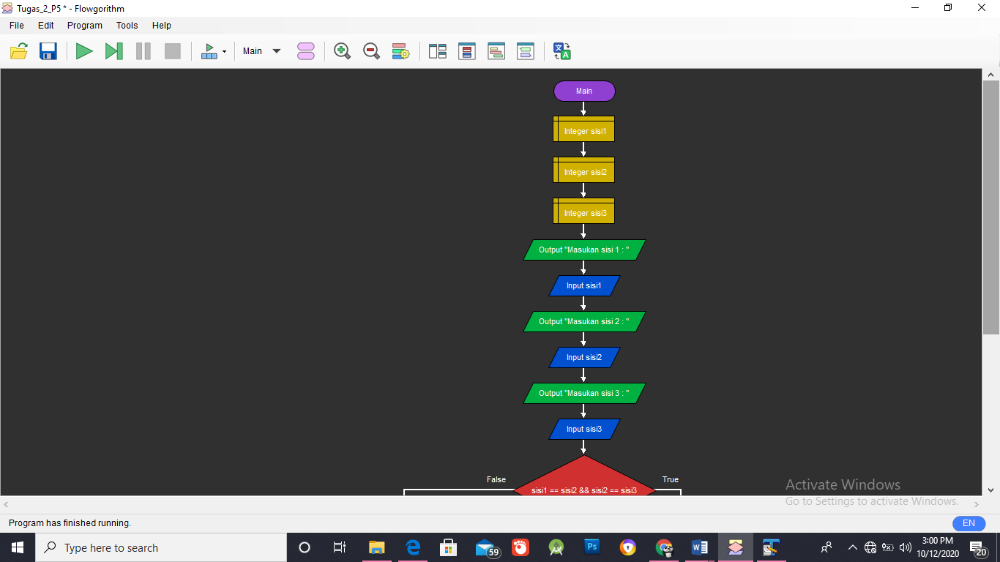 Tugas_2_P5 * - Flowgorithm
File Edit Program Tools Help
Main
Main
Integer sisi1
Integer sisi2
Integer sisi3
Output "Masukan sisi 1 : "
Input sisi1
Output "Masukan sisi 2 : "
Input sisi2
Output "Masukan sisi 3 : "
Input sisi3
False
True
sisi1 == sisi2 && sisi2 == sisi3
Activate Windows
Go to Settings to activate Windows.
Program has finished running.
EN
Type here to search
59
Ps
3:00 PM
10/12/2020
20